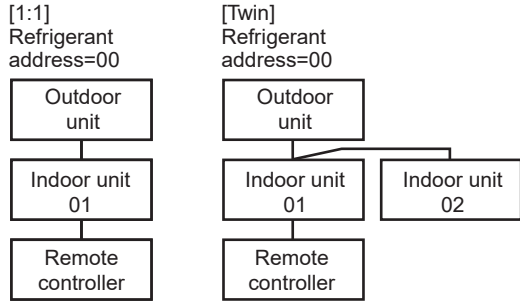 [1:1]
Refrigerant
address=00
Outdoor
unit
Indoor unit
01
Remote
controller
[Twin]
Refrigerant
address=00
Outdoor
unit
Indoor unit
01
Indoor unit
02
Remote
controller